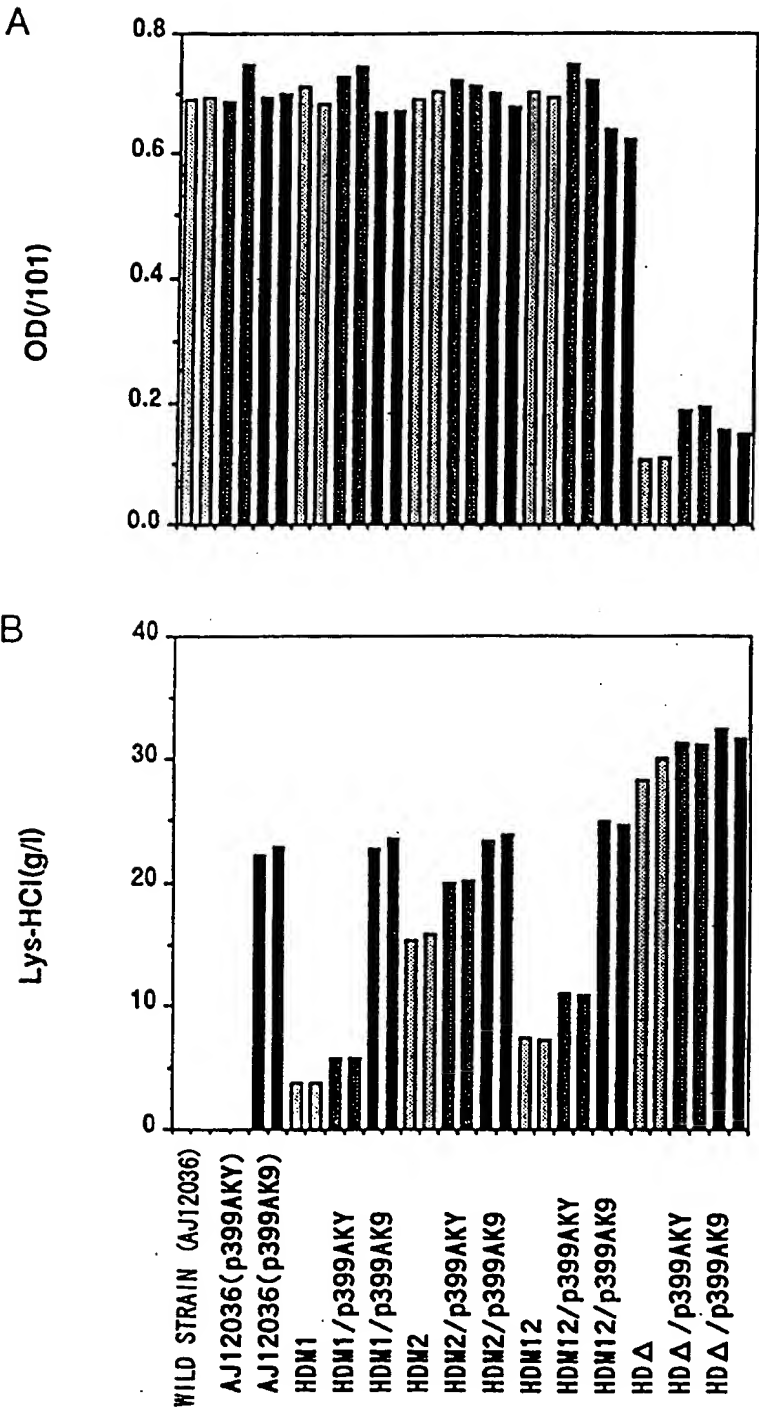 A
0.8
0.6
0.4
0.2
0.0
OD(/101)
B
40
30
20
10
0
Lys-HCl(g/l)
WILD STRAIN (AJ12036)
AJ12036(p399AKY)
AJ12036(p399AK9)
HDM1
HDM1/p399AKY
HDM1/p399AK9
HDM2
HDM2/p399AKY
HDM2/p399AK9
HDM12
HDM12/p399AKY
HDM12/p399AK9
HDΔ
HDΔ/p399AKY
HDΔ/p399AK9